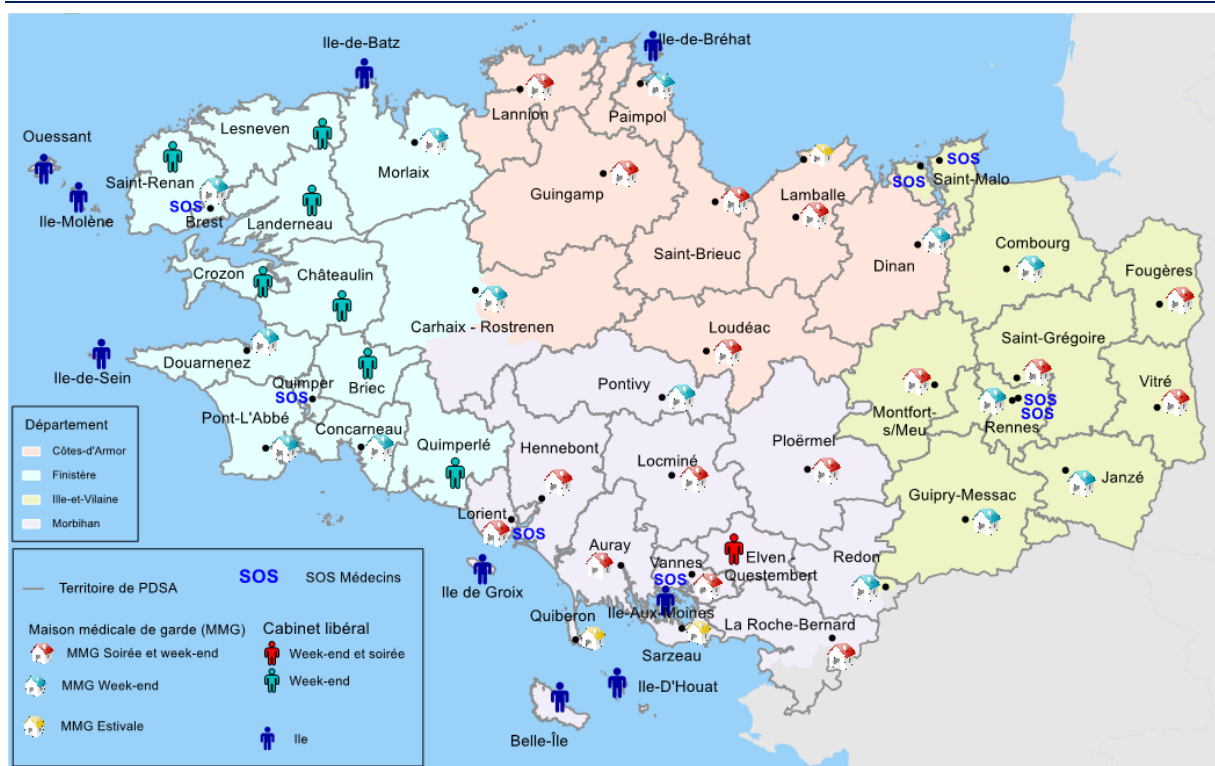 Ile-de-Batz
Ile-de-Bréhat
Lannion
Paimpol
Lesneven
Ouessant
Saint-Renan
Morlaix
Guingamp
Lamballe
SOS
Saint-Malo
SOS
Ile-Molène
SOS
Brest
Landerneau
Saint-Brieuc
Dinan
Combourg
Fougères
Crozon
Châteaulin
Carhaix - Rostrenen
Loudéac
Saint-Grégoire
Ile-de-Sein
Douarnenez
Quimper
SOS
Briec
Pontivy
Montfort-
s/Meu
SOS
SOS
Rennes
Vitré
Pont-L'Abbé
Concarneau
Quimperlé
Hennebont
Locminé
Ploërmel
Guipry-Messac
Janzé
Lorient
SOS
Auray
Vannes
SOS
Elven -
Questembert
Redon
Ile de Groix
Ile-Aux-Moines
Quiberon
Sarzeau
La Roche-Bernard
Ile-D'Houat
Belle-Île
Département
Côtes-d'Armor
Finistère
Ille-et-Vilaine
Morbihan
Territoire de PDSA
SOS SOS Médecins
Maison médicale de garde (MMG)
MMG Soirée et week-end
MMG Week-end
MMG Estivale
Cabinet libéral
Week-end et soirée
Week-end
Ile